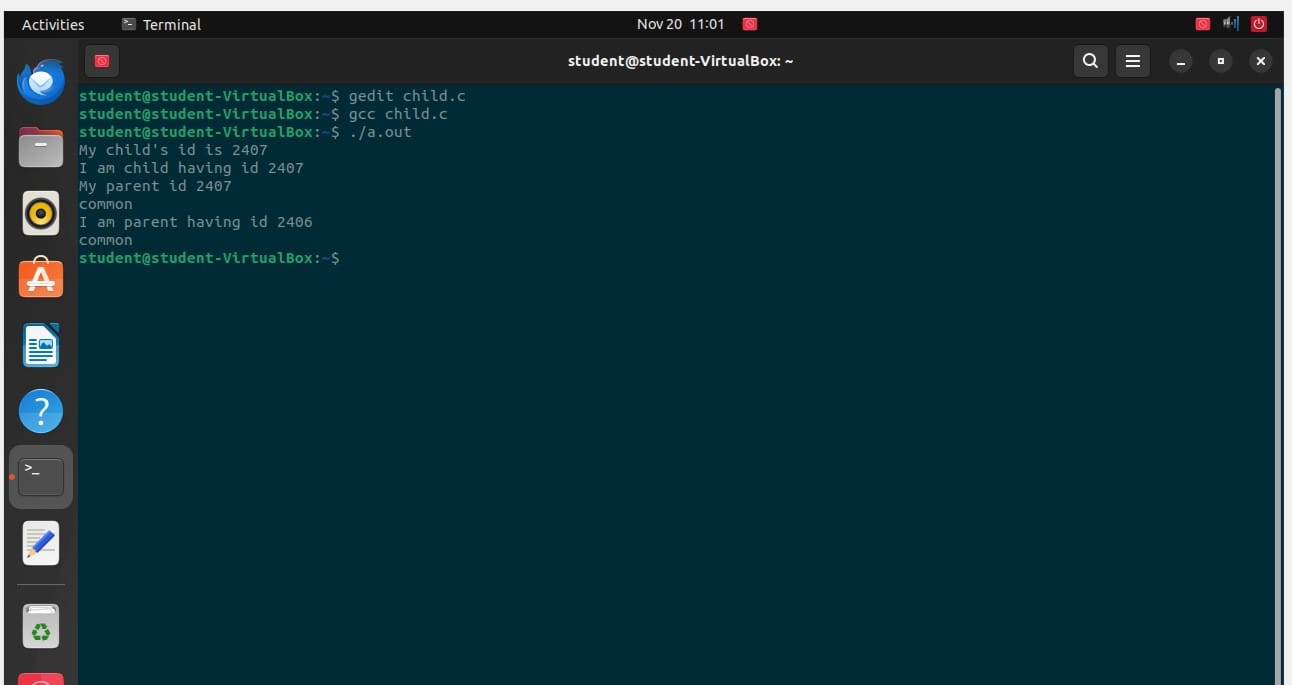 Activities Terminal Nov 20 11:01
student@student-VirtualBox: ~
student@student-VirtualBox:~$ gedit child.c
student@student-VirtualBox:~$ gcc child.c
student@student-VirtualBox:~$ ./a.out
My child's id is 2407
I am child having id 2407
My parent id 2407
common
I am parent having id 2406
common
student@student-VirtualBox:~$